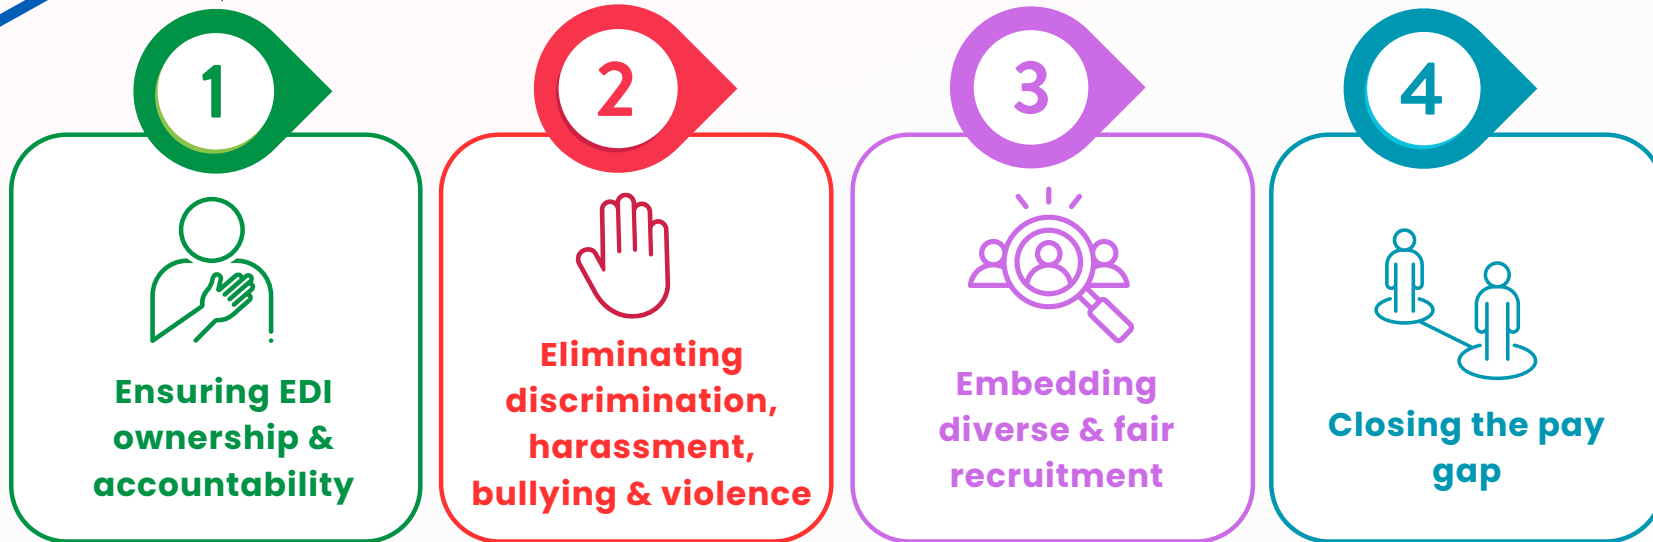 1
Ensuring EDI
ownership &
accountability
2
Eliminating
discrimination,
harassment,
bullying & violence
3
Embedding
diverse & fair
recruitment
4
Closing the pay
gap